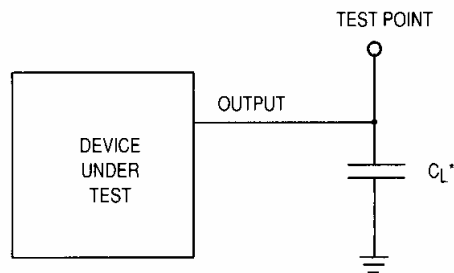 TEST POINT
OUTPUT
DEVICE
UNDER
TEST
CL*